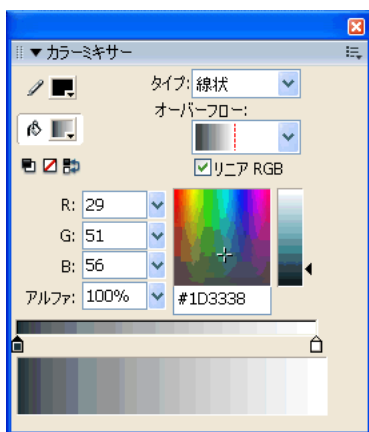 カラーミキサー
タイプ: 線状
オーバーフロー:
リニア RGB
R: 29
G: 51
B: 56
アルファ: 100%
#1D3338